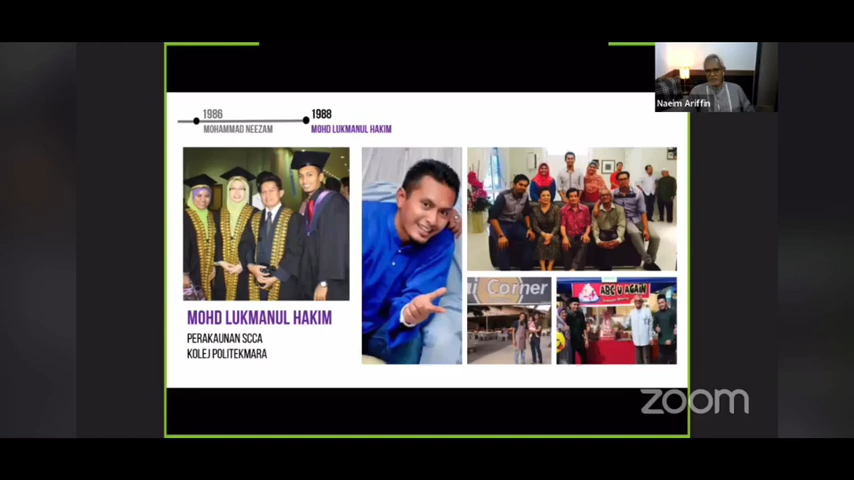 Naeim Ariffin
1986
1988
MOHAMMAD NEEZAM
MOHD LUKMANUL HAKIM
Corner
ABC U AGAIN
MOHD LUKMANUL HAKIM
PERAKAUNAN SCCA
KOLEJ POLITEKMARA
zoom